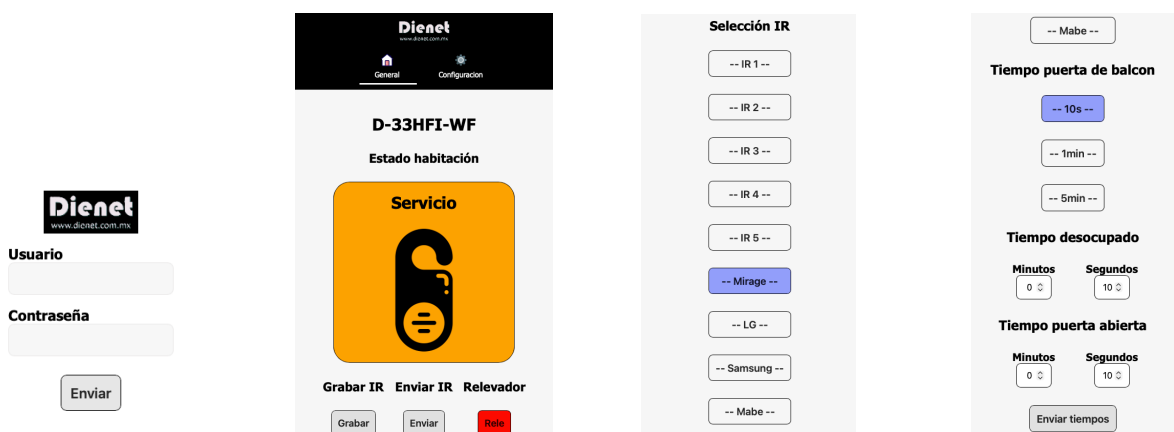 Dienet
www.dienet.com.mx
Usuario
Contraseña
Enviar
Dienet
www.dienet.com.mx
General Configuracion
D-33HFI-WF
Estado habitación
Servicio
Grabar IR Enviar IR Relevador
Grabar Enviar Rele
Selección IR
-- IR 1 --
-- IR 2 --
-- IR 3 --
-- IR 4 --
-- IR 5 --
-- Mirage --
-- LG --
-- Samsung --
-- Mabe --
-- Mabe --
Tiempo puerta de balcon
-- 10s --
-- 1min --
-- 5min --
Tiempo desocupado
Minutos Segundos
0 10
Tiempo puerta abierta
Minutos Segundos
0 10
Enviar tiempos